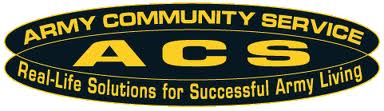 ARMY COMMUNITY SERVICE
ACS
Real-Life Solutions for Successful Army Living